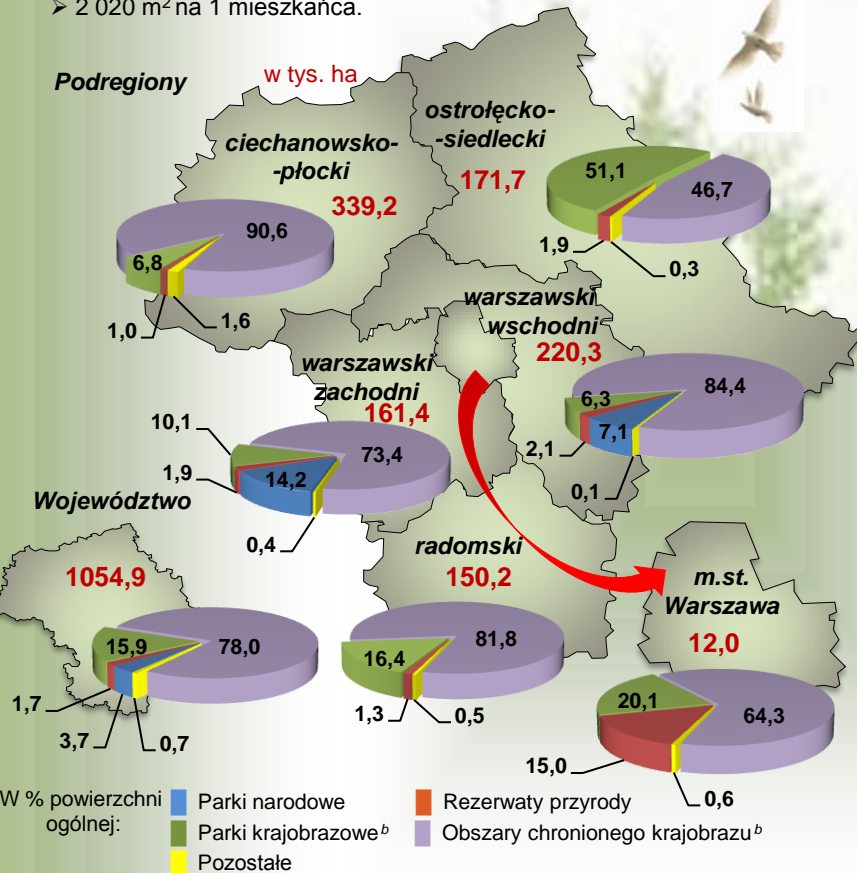 ➢ 2 020 m² na 1 mieszkańca.
Podregiony
w tys. ha
ostrołęcko-
-siedlecki
171,7
51,1
46,7
1,9
0,3
ciechanowsko-
-płocki
339,2
90,6
6,8
1,0
1,6
warszawski
wschodni
220,3
84,4
6,3
7,1
2,1
0,1
warszawski
zachodni
161,4
10,1
73,4
1,9
14,2
0,4
Województwo
1054,9
15,9
78,0
1,7
3,7
0,7
radomski
150,2
81,8
16,4
1,3
0,5
m.st.
Warszawa
12,0
20,1
64,3
15,0
0,6
W % powierzchni
ogólnej:
Parki narodowe
Parki krajobrazowe ᵇ
Pozostałe
Rezerwaty przyrody
Obszary chronionego krajobrazu ᵇ